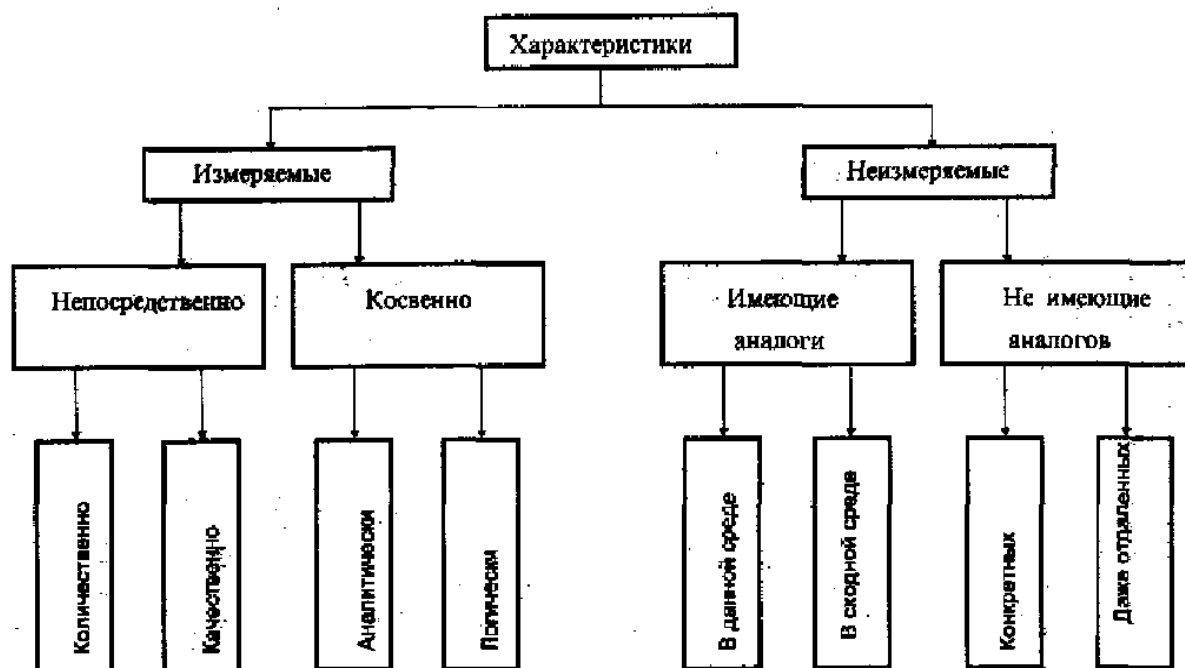 Характеристики
Измеряемые
Неизмеряемые
Непосредственно
Косвенно
Имеющие
аналоги
Не имеющие
аналогов
Количественно
Качественно
Аналитически
Логически
В данной среде
В сходной среде
Конкретных
Даже отдаленных